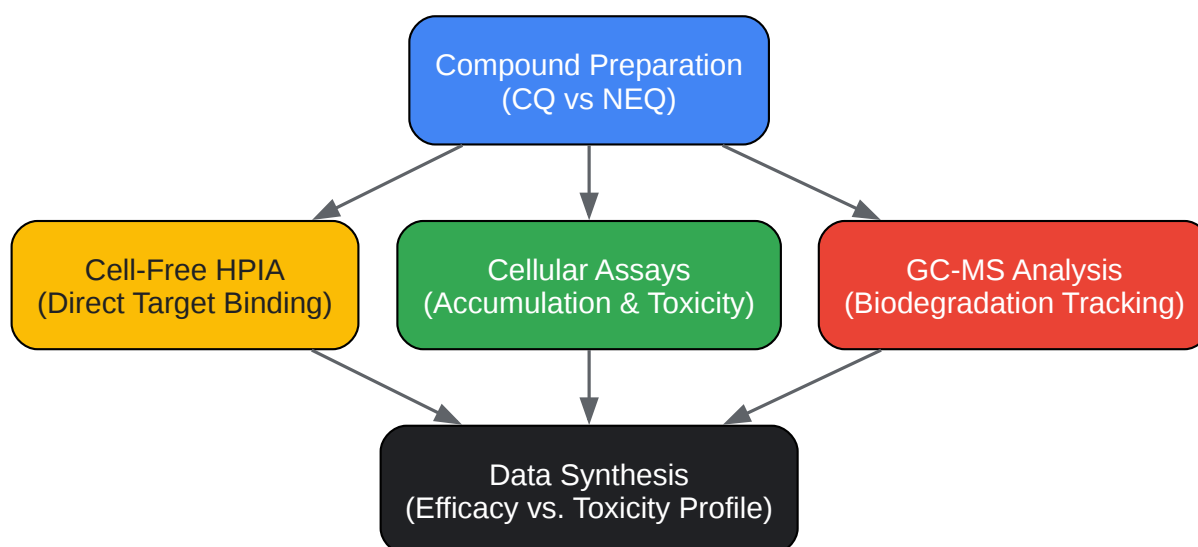 Compound Preparation
(CQ vs NEQ)
Cell-Free HPIA
(Direct Target Binding)
Cellular Assays
(Accumulation & Toxicity)
GC-MS Analysis
(Biodegradation Tracking)
Data Synthesis
(Efficacy vs. Toxicity Profile)